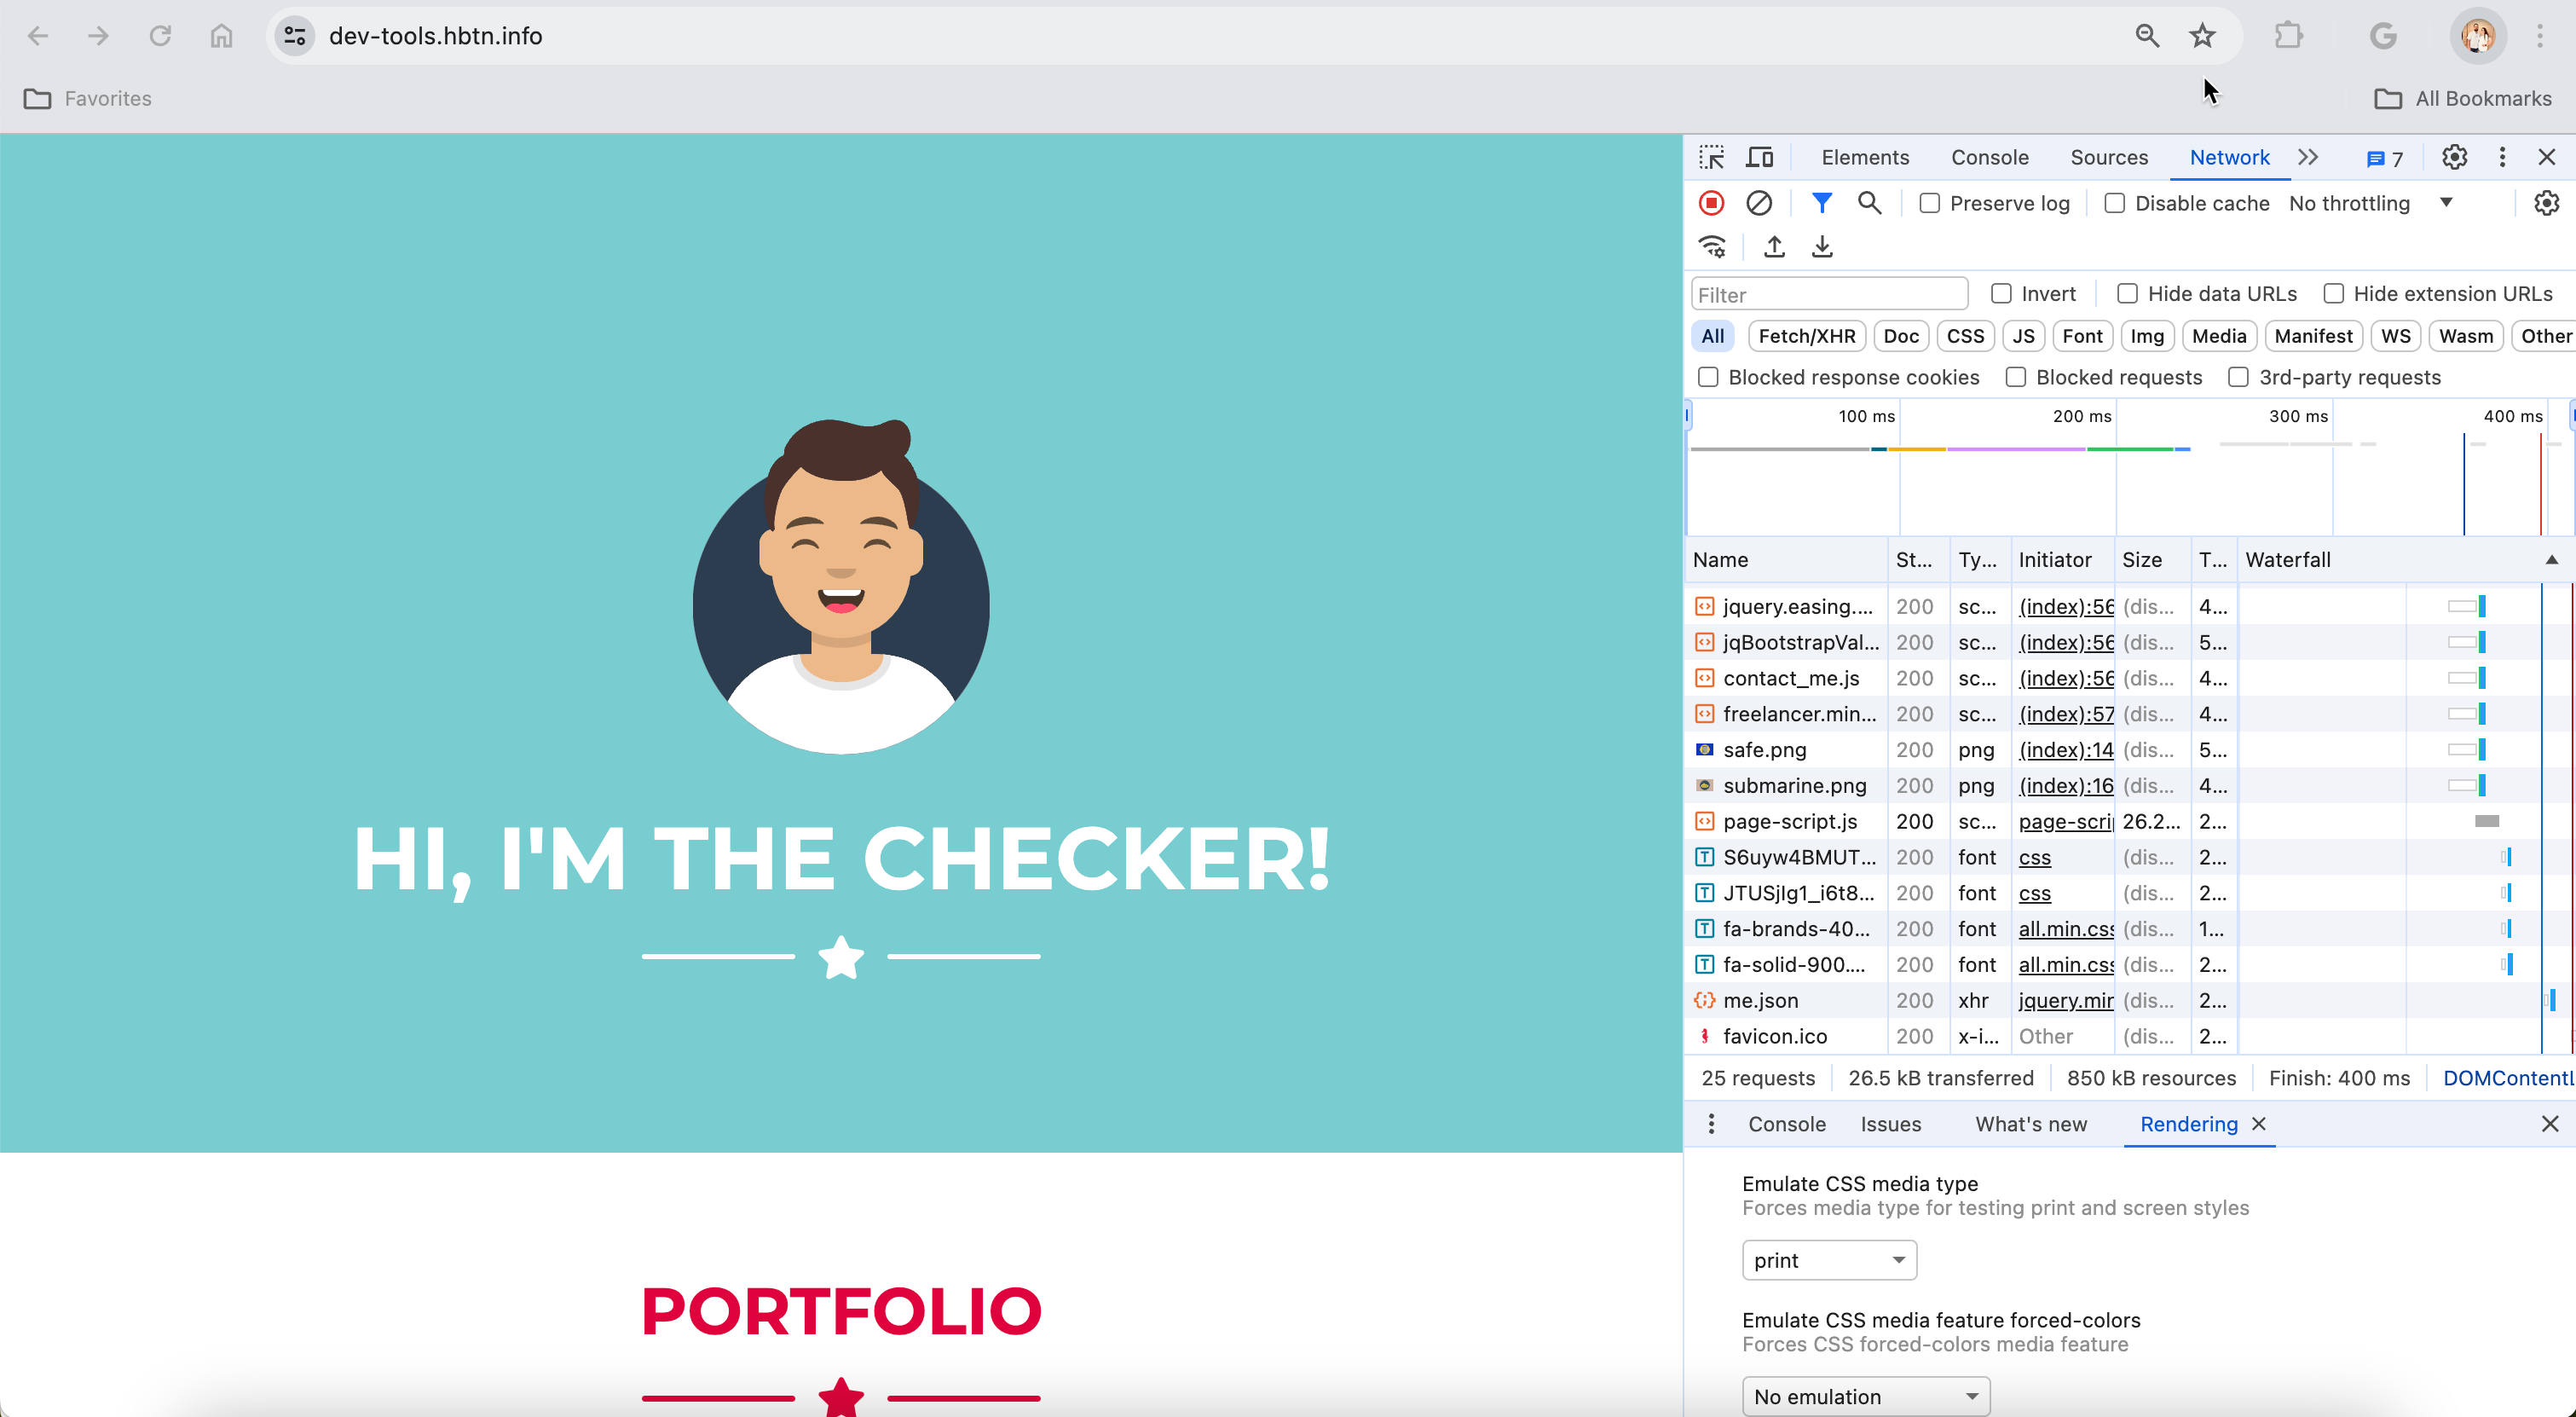 dev-tools.hbtn.info
Favorites
All Bookmarks
Elements Console Sources Network 7
Preserve log Disable cache No throttling
Filter Invert Hide data URLs Hide extension URLs
All Fetch/XHR Doc CSS JS Font Img Media Manifest WS Wasm Other
Blocked response cookies Blocked requests 3rd-party requests
100 ms 200 ms 300 ms 400 ms
Name St... Ty... Initiator Size T... Waterfall
jquery.easing.... 200 sc... (index):56 (dis... 4...
jqBootstrapVal... 200 sc... (index):56 (dis... 5...
contact_me.js 200 sc... (index):56 (dis... 4...
freelancer.min... 200 sc... (index):57 (dis... 4...
safe.png 200 png (index):14 (dis... 5...
submarine.png 200 png (index):16 (dis... 4...
page-script.js 200 sc... page-scri 26.2... 2...
S6uyw4BMUT... 200 font css (dis... 2...
JTUSjIg1_i6t8... 200 font css (dis... 2...
fa-brands-40... 200 font all.min.css (dis... 1...
fa-solid-900.... 200 font all.min.css (dis... 2...
me.json 200 xhr jquery.min (dis... 2...
favicon.ico 200 x-i... Other (dis... 2...
25 requests 26.5 kB transferred 850 kB resources Finish: 400 ms DOMContentL
Console Issues What's new Rendering
Emulate CSS media type
Forces media type for testing print and screen styles
print
Emulate CSS media feature forced-colors
Forces CSS forced-colors media feature
No emulation
HI, I'M THE CHECKER!
PORTFOLIO